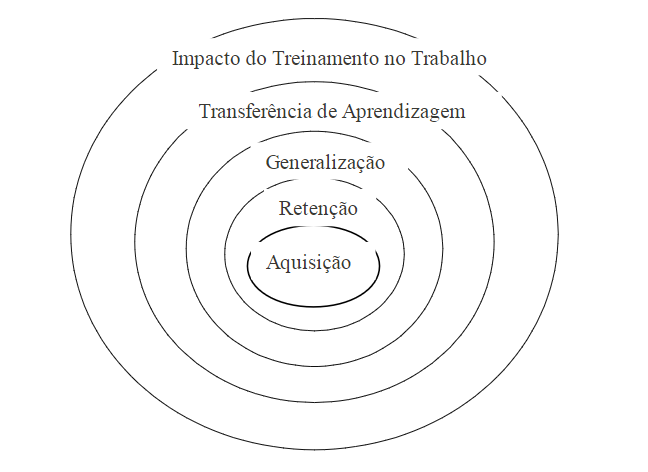 Impacto do Treinamento no Trabalho
Transferência de Aprendizagem
Generalização
Retenção
Aquisição